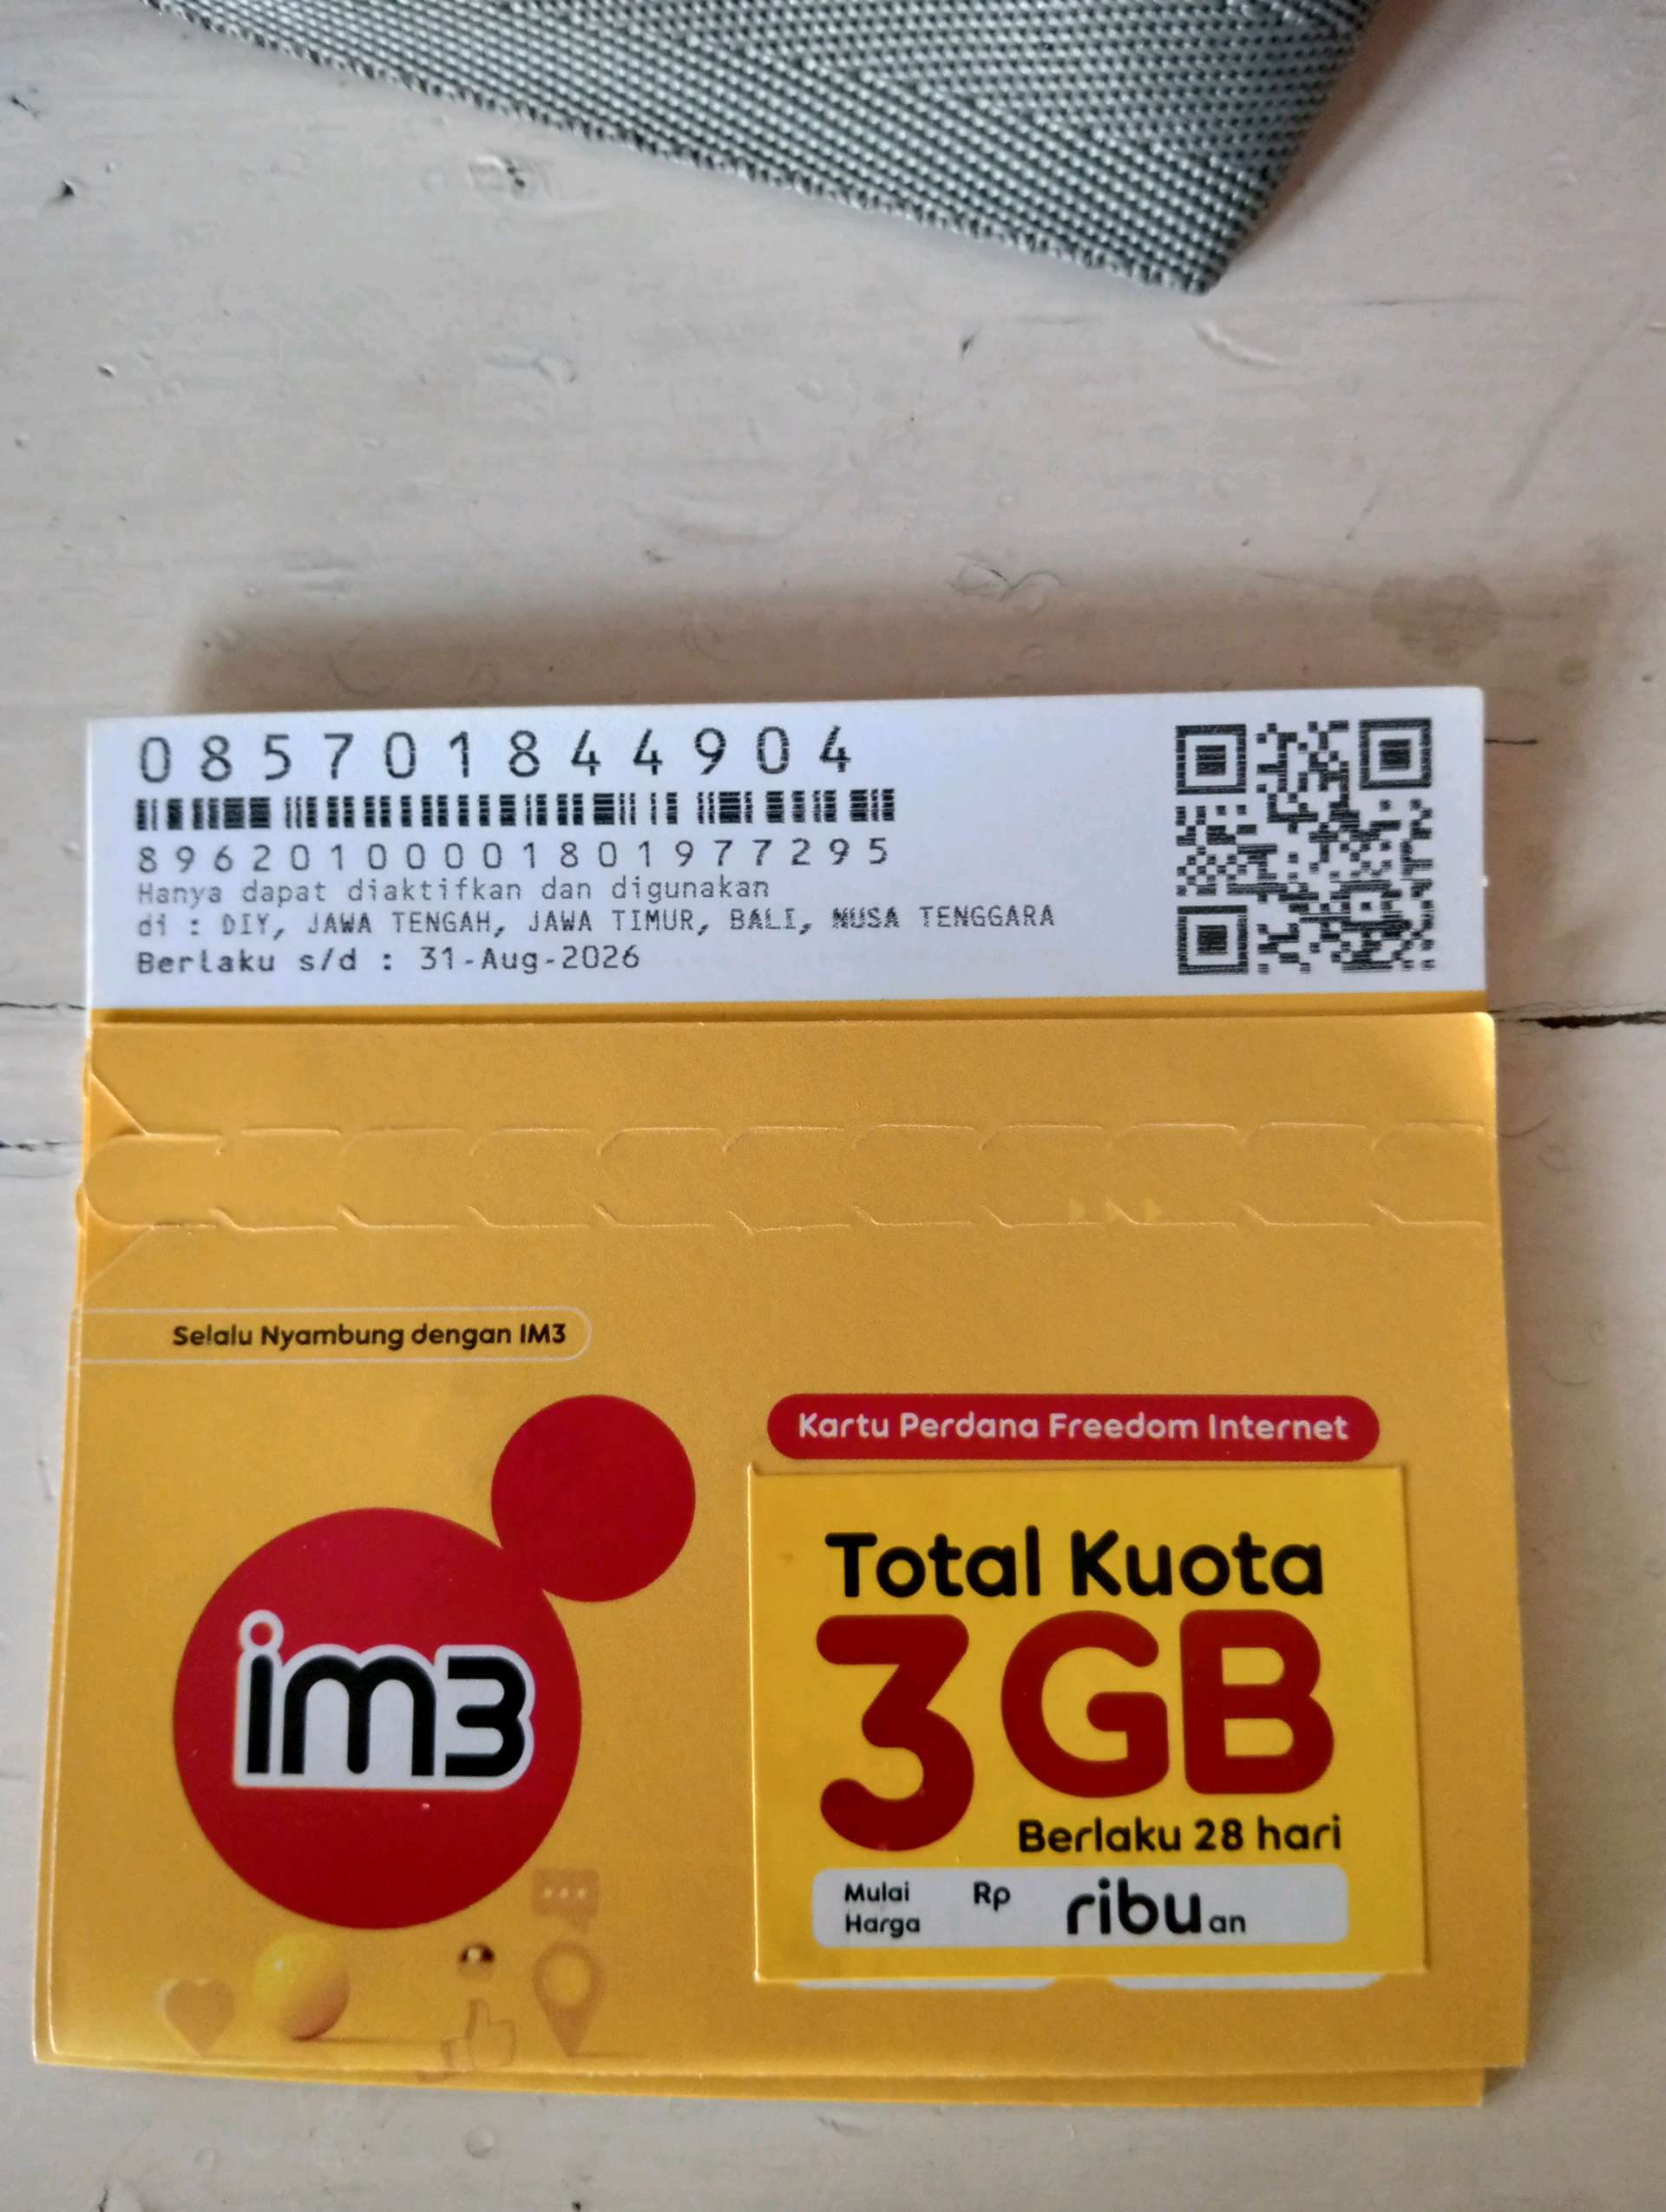 085701844904
89620100001801977295
Hanya dapat diaktifkan dan digunakan
di : DIY, JAWA TENGAH, JAWA TIMUR, BALI, NUSA TENGGARA
Berlaku s/d : 31-Aug-2026
Selalu Nyambung dengan IM3
im3
Kartu Perdana Freedom Internet
Total Kuota
3GB
Berlaku 28 hari
Mulai Harga Rp ribuan